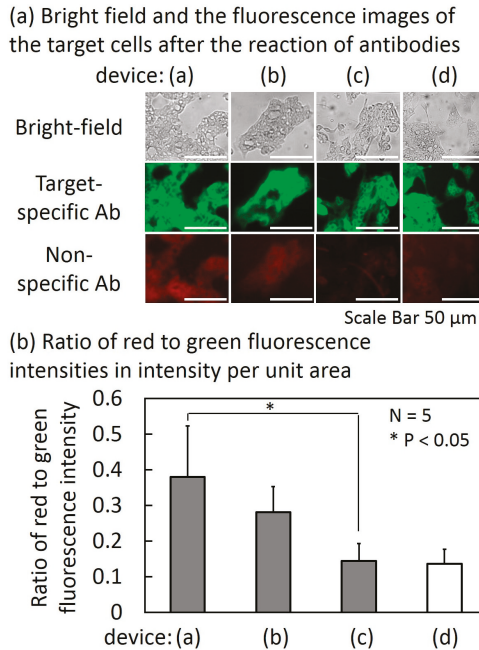 (a) Bright field and the fluorescence images of
the target cells after the reaction of antibodies
device: (a) (b) (c) (d)
Bright-field
Target-
specific Ab
Non-
specific Ab
Scale Bar 50 μm
(b) Ratio of red to green fluorescence
intensities in intensity per unit area
Ratio of red to green
fluorescence intensity
0.6
0.5
0.4
0.3
0.2
0.1
0
*
N = 5
* P < 0.05
device: (a) (b) (c) (d)